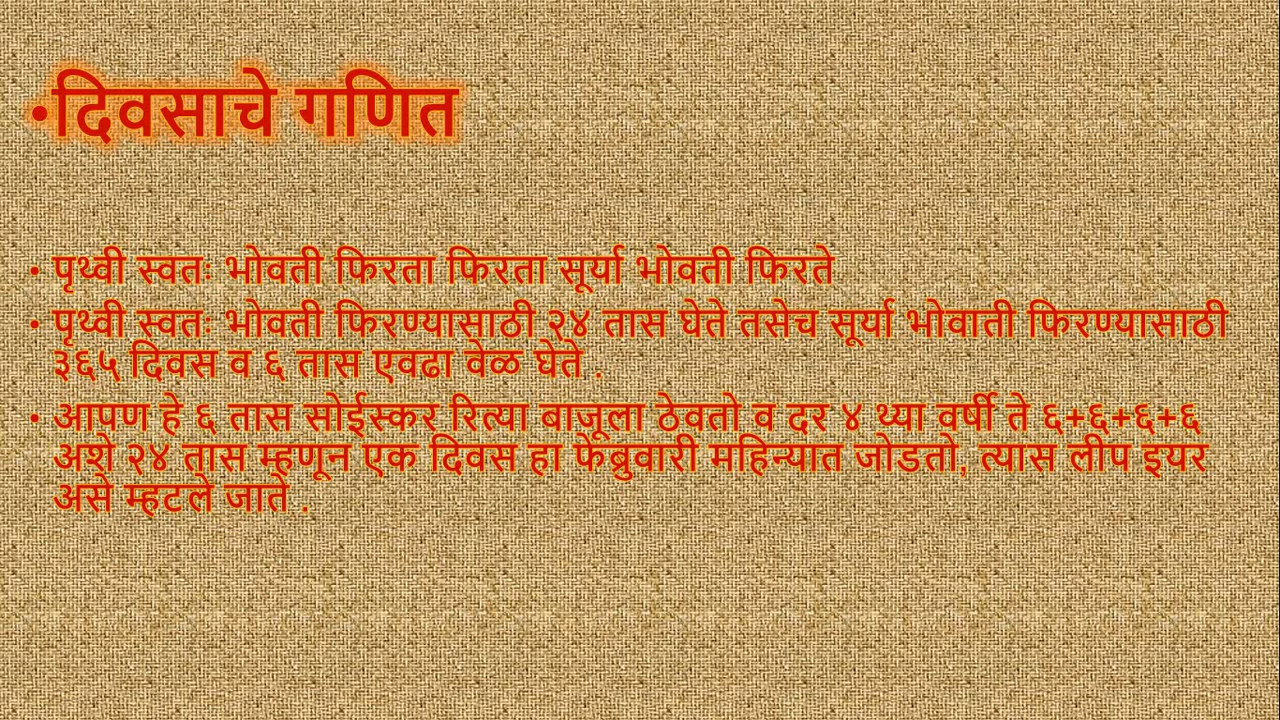 •दिवसाचे गणित
• पृथ्वी स्वतः भोवती फिरता फिरता सूर्या भोवती फिरते
• पृथ्वी स्वतः भोवती फिरण्यासाठी २४ तास घेते तसेच सूर्या भोवाती फिरण्यासाठी
३६५ दिवस व ६ तास एवढा वेळ घेते .
• आपण हे ६ तास सोईस्कर रित्या बाजूला ठेवतो व दर ४ थ्या वर्षी ते ६+६+६+६
अशे २४ तास म्हणून एक दिवस हा फेब्रुवारी महिन्यात जोडतो, त्यास लीप इयर
असे म्हटले जाते .